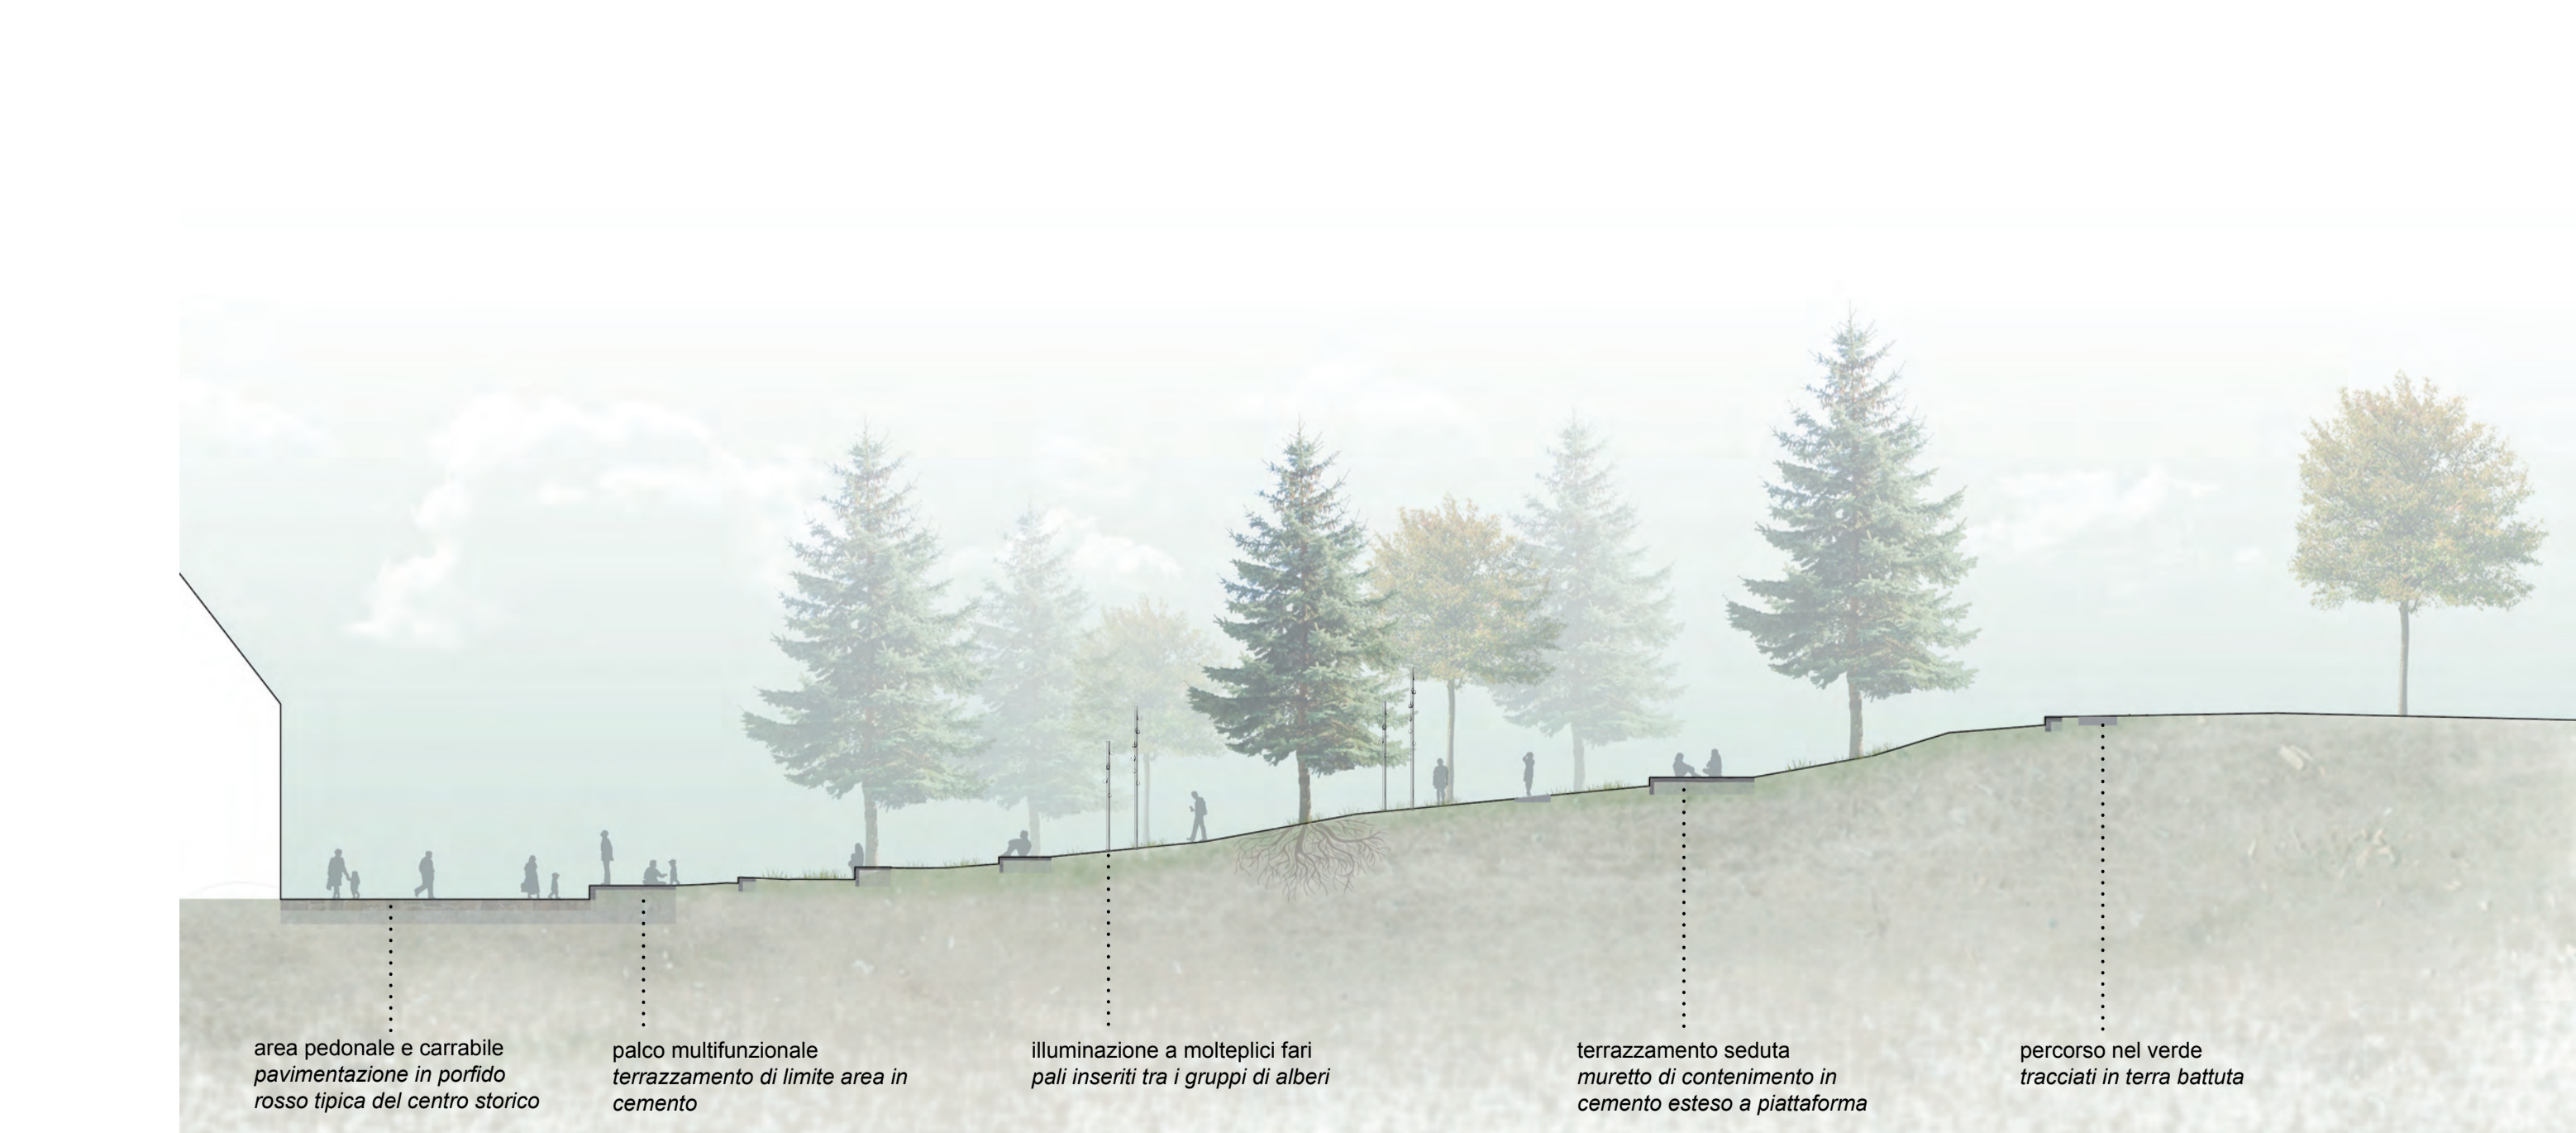 area pedonale e carrabile
pavimentazione in porfido
rosso tipica del centro storico
palco multifunzionale
terrazzamento di limite area in
cemento
illuminazione a molteplici fari
pali inseriti tra i gruppi di alberi
terrazzamento seduta
muretto di contenimento in
cemento esteso a piattaforma
percorso nel verde
tracciati in terra battuta